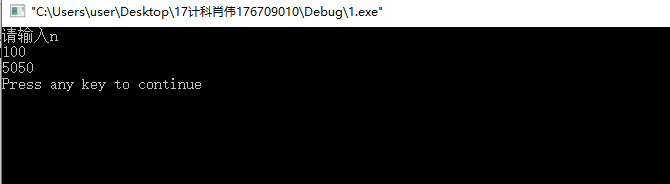 "C:\Users\user\Desktop\17计科肖伟176709010\Debug\1.exe"
请输入n
100
5050
Press any key to continue